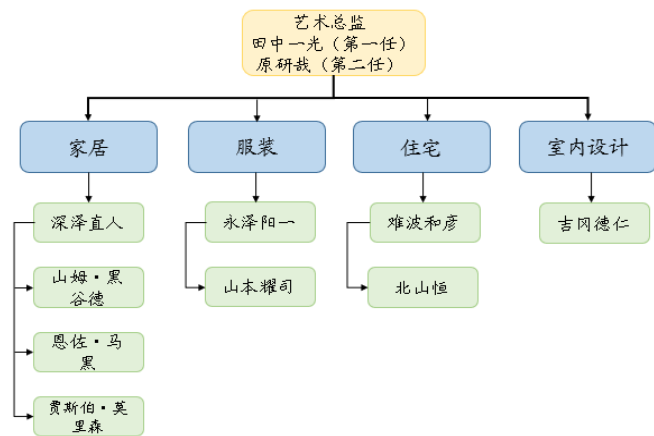 艺术总监
田中一光（第一任）
原研哉（第二任）
家居
服装
住宅
室内设计
深泽直人
永泽阳一
难波和彦
吉冈德仁
山姆·黑
谷德
山本耀司
北山恒
恩佐·马
黑
贾斯伯·莫
里森